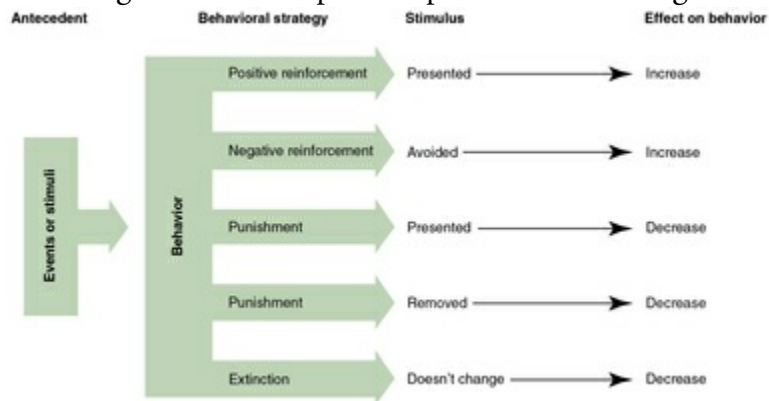 Antecedent Behavioral strategy Stimulus Effect on behavior
Positive reinforcement Presented Increase
Negative reinforcement Avoided Increase
Events or stimuli
Behavior
Punishment Presented Decrease
Punishment Removed Decrease
Extinction Doesn't change Decrease